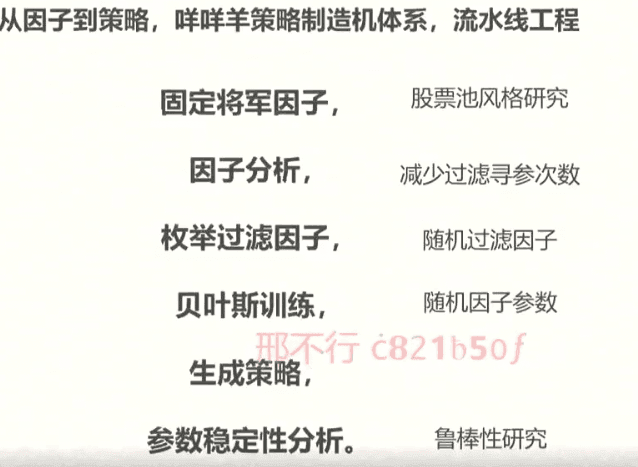 从因子到策略，咩咩羊策略制造机体系，流水线工程
固定将军因子， 股票池风格研究
因子分析， 减少过滤寻参次数
枚举过滤因子， 随机过滤因子
贝叶斯训练， 随机因子参数
邢不行 c821b50f
生成策略，
参数稳定性分析。 鲁棒性研究